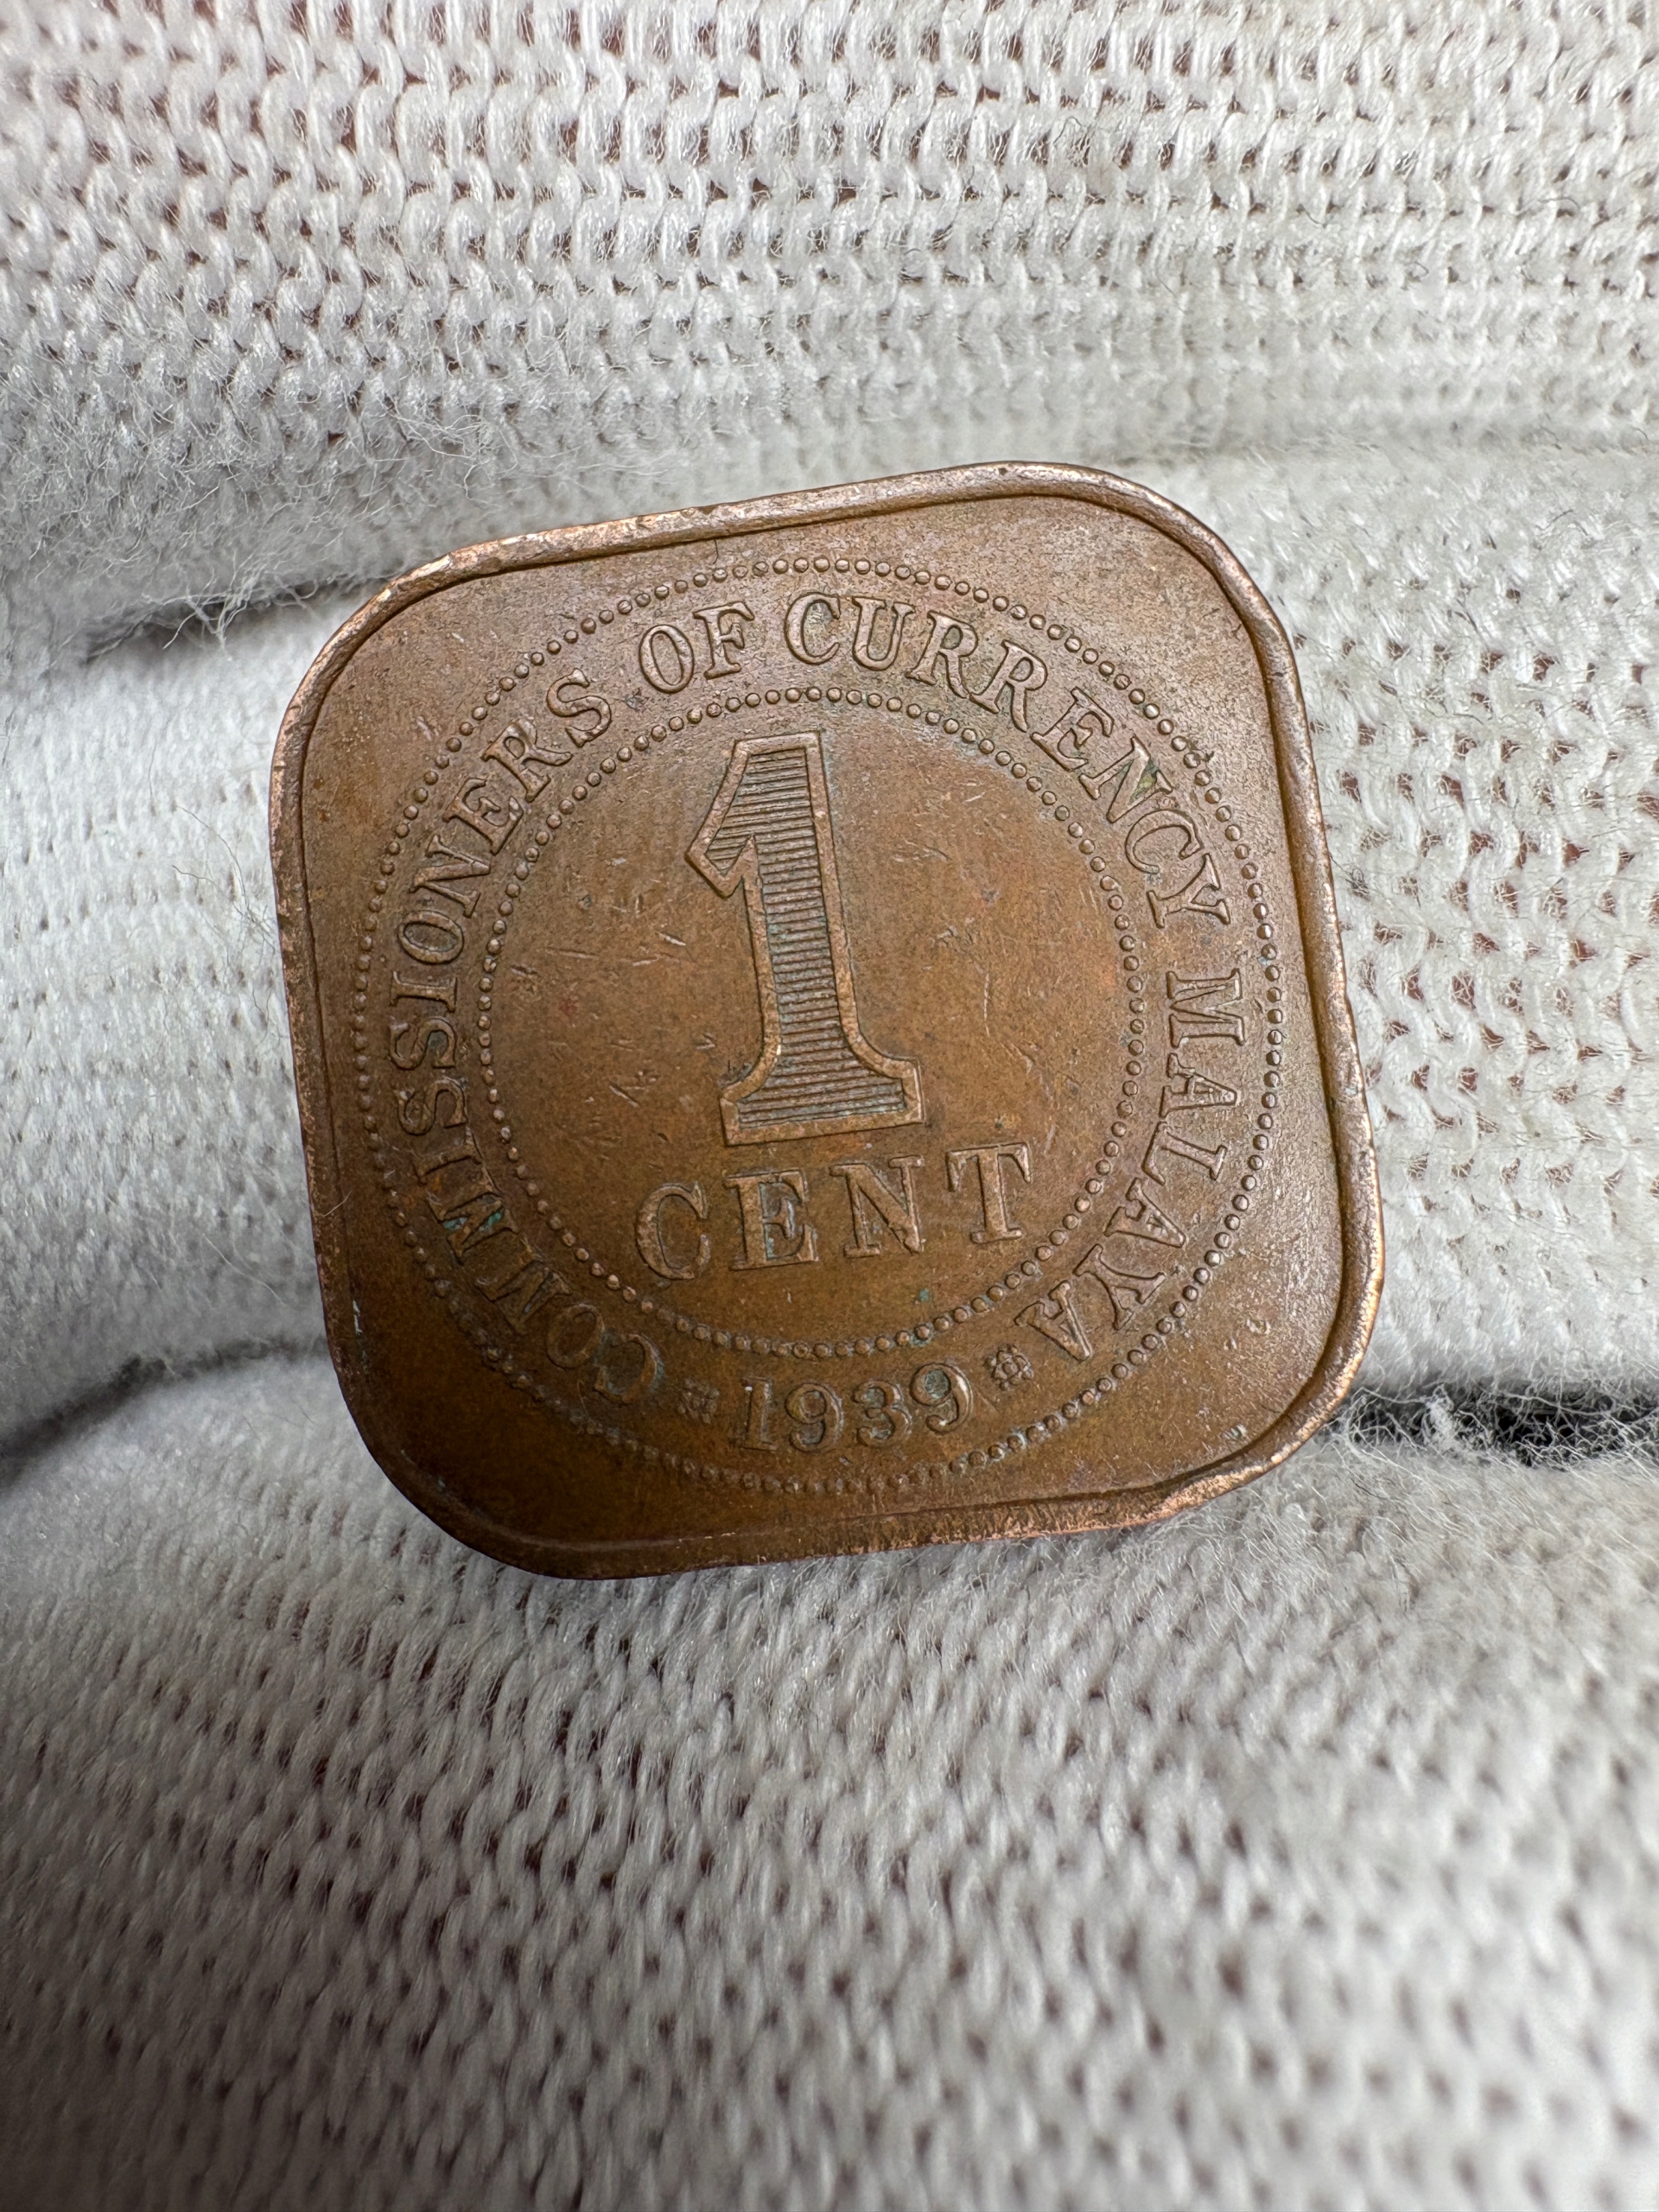 COMMISSIONERS OF CURRENCY MALAYA
1
CENT
1939